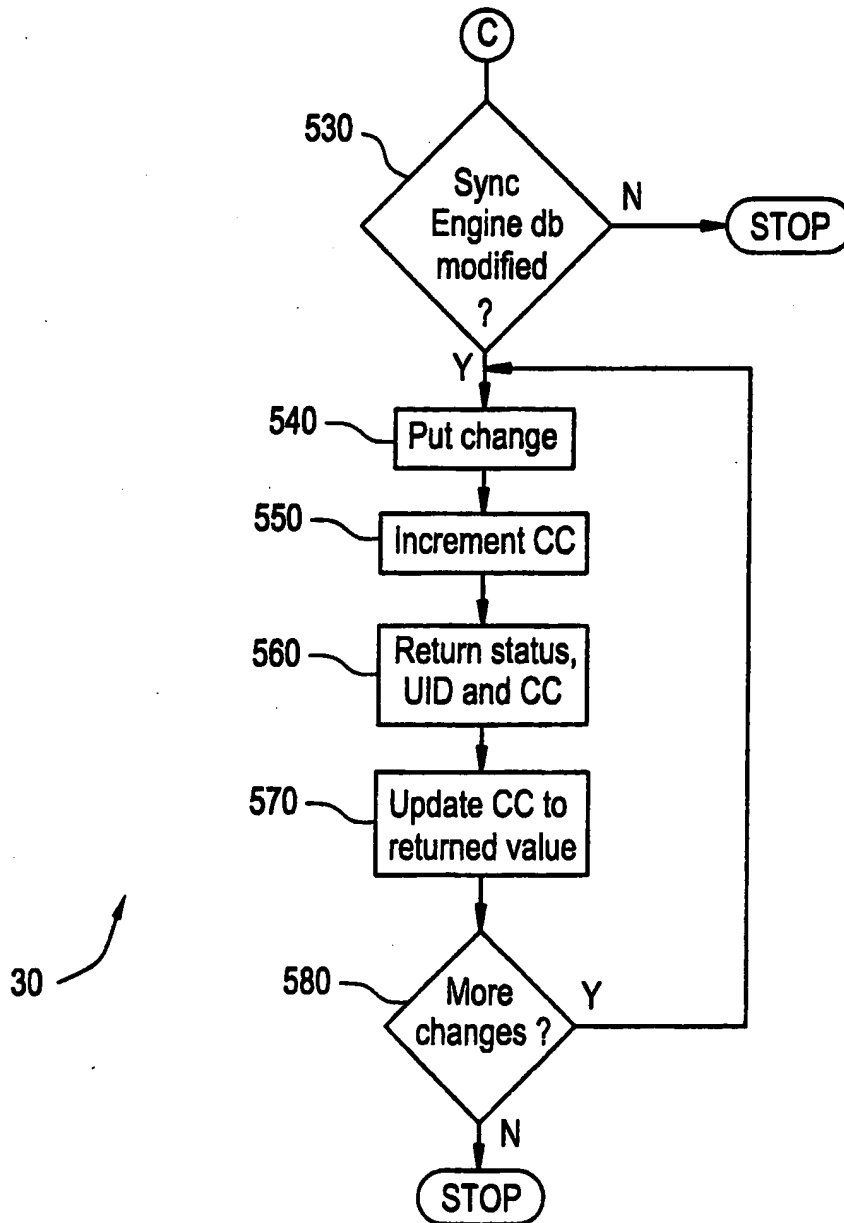 C
530
Sync
Engine db
modified
?
N
STOP
Y
540
Put change
550
Increment CC
560
Return status,
UID and CC
570
Update CC to
returned value
30
580
More
changes ?
Y
N
STOP